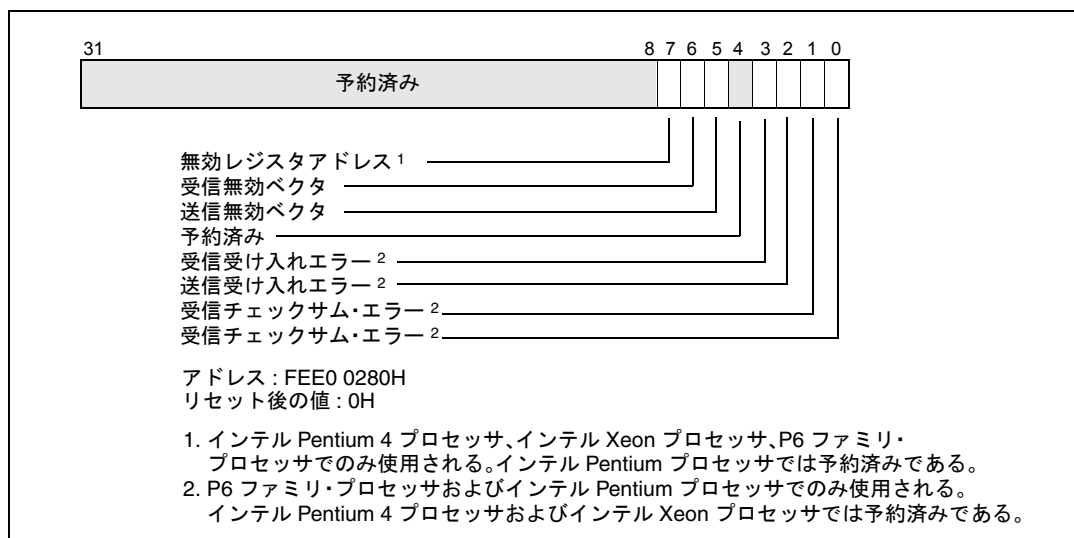 31 8 7 6 5 4 3 2 1 0
予約済み
無効レジスタアドレス 1
受信無効ベクタ
送信無効ベクタ
予約済み
受信受け入れエラー 2
送信受け入れエラー 2
受信チェックサム・エラー 2
受信チェックサム・エラー 2
アドレス : FEE0 0280H
リセット後の値 : 0H
1. インテル Pentium 4 プロセッサ、インテル Xeon プロセッサ、P6 ファミリ・
プロセッサでのみ使用される。インテル Pentium プロセッサでは予約済みである。
2. P6 ファミリ・プロセッサおよびインテル Pentium プロセッサでのみ使用される。
インテル Pentium 4 プロセッサおよびインテル Xeon プロセッサでは予約済みである。